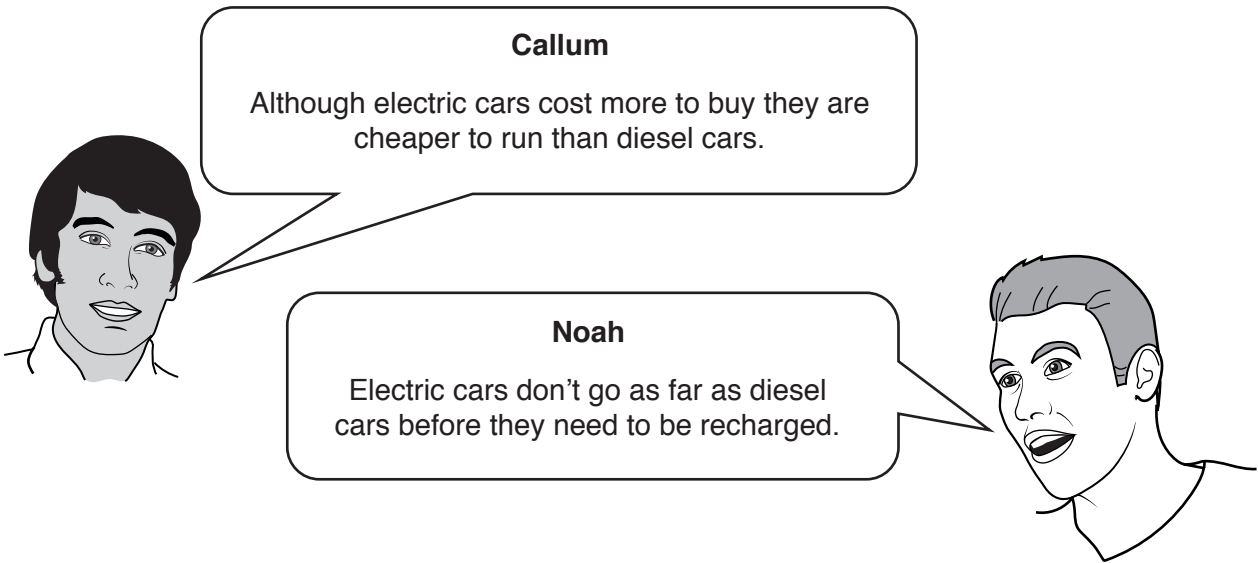 Callum
Although electric cars cost more to buy they are
cheaper to run than diesel cars.
Noah
Electric cars don’t go as far as diesel
cars before they need to be recharged.